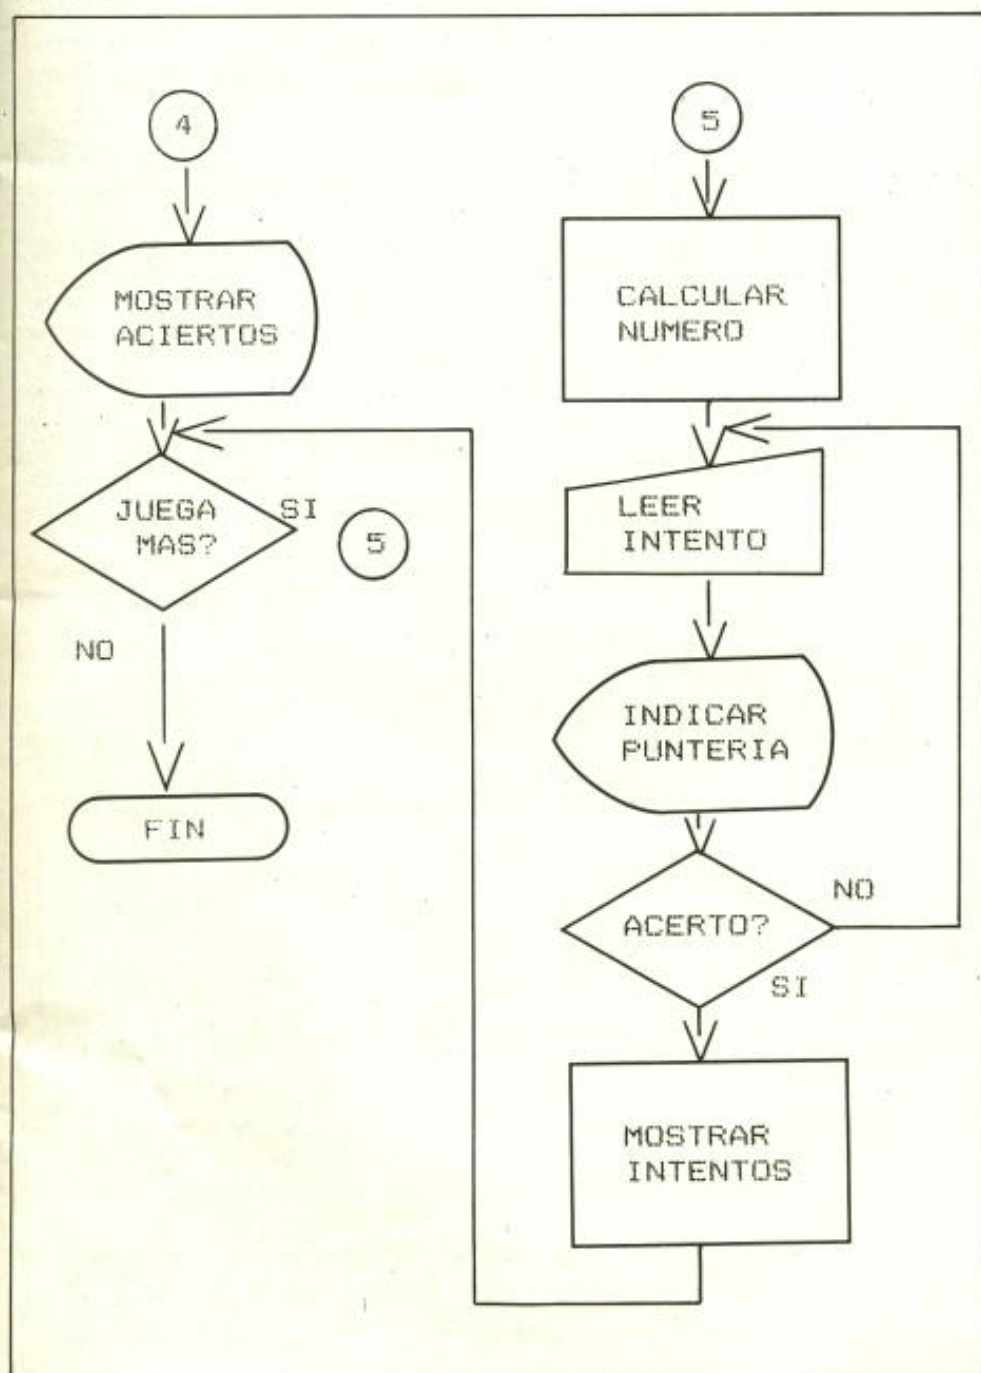 4
MOSTRAR
ACIERTOS
JUEGA
MAS?
SI
5
NO
FIN
5
CALCULAR
NUMERO
LEER
INTENTO
INDICAR
PUNTERIA
ACERTO?
NO
SI
MOSTRAR
INTENTOS